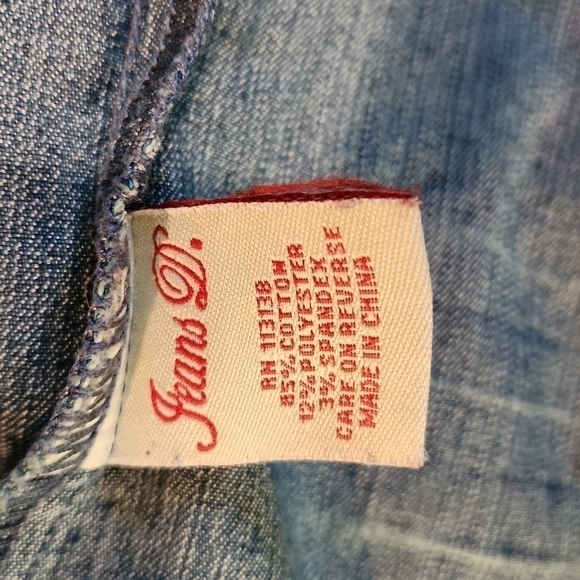 Jeans D.
RN 113138
85% COTTON
12% POLYESTER
3% SPANDEX
CARE ON REVERSE
MADE IN CHINA